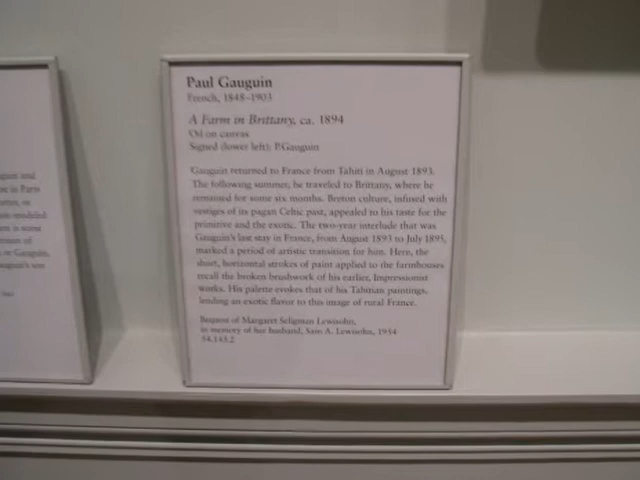 Paul Gauguin
French, 1848–1903
A Farm in Brittany, ca. 1894
Oil on canvas
Signed (lower left): P.Gauguin
Gauguin returned to France from Tahiti in August 1893.
The following summer, he traveled to Brittany, where he
remained for some six months. Breton culture, infused with
vestiges of its pagan Celtic past, appealed to his taste for the
primitive and the exotic. The two-year interlude that was
Gauguin's last stay in France, from August 1893 to July 1895,
marked a period of artistic transition for him. Here, the
short, horizontal strokes of paint applied to the farmhouses
recall the broken brushwork of his earlier, Impressionist
works. His palette evokes that of his Tahitian paintings,
lending an exotic flavor to this image of rural France.
Bequest of Margaret Seligman Lewisohn,
in memory of her husband, Sam A. Lewisohn, 1954
54.143.2